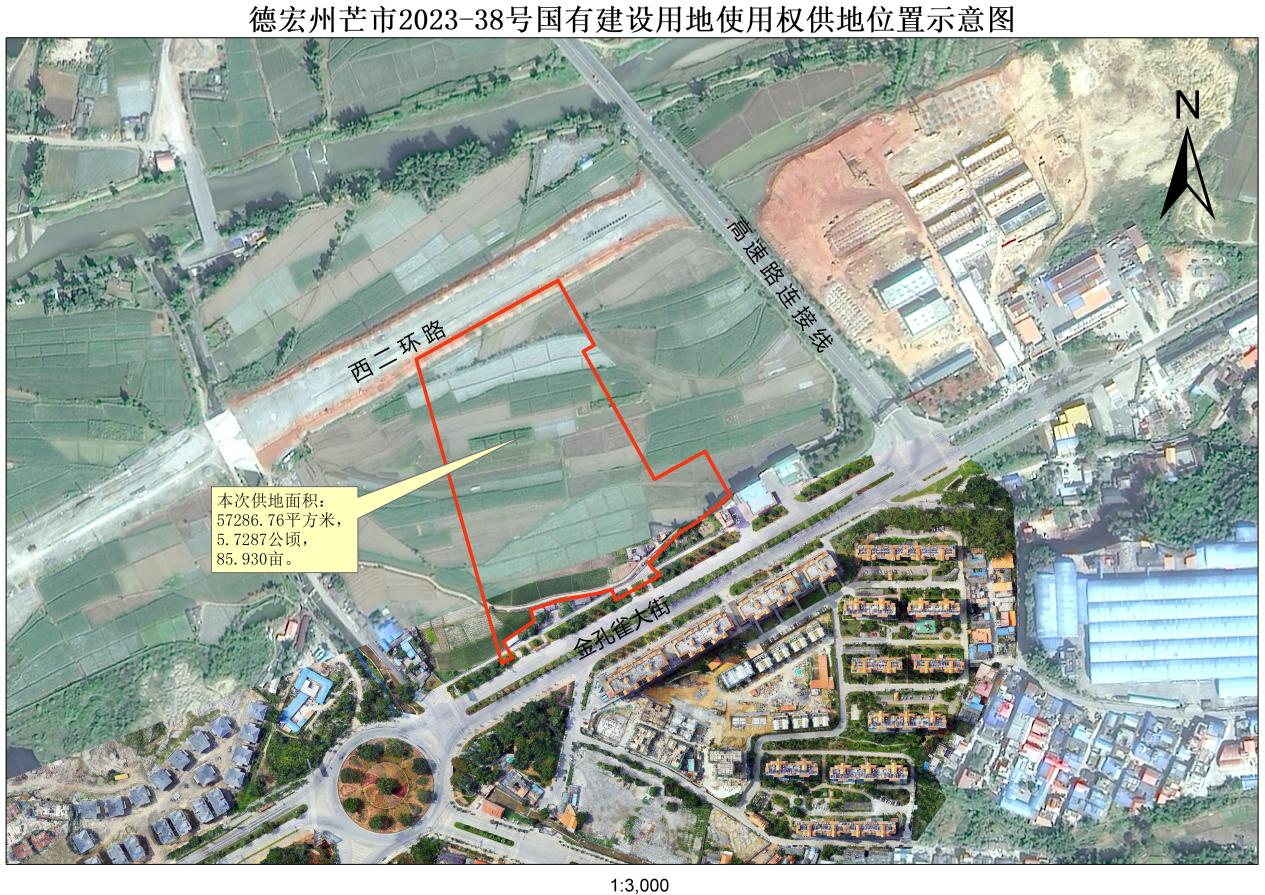 德宏州芒市2023-38号国有建设用地使用权供地位置示意图
N
高速路连接线
西二环路
本次供地面积：
57286.76平方米，
5.7287公顷，
85.930亩。
金孔雀大街
1:3,000